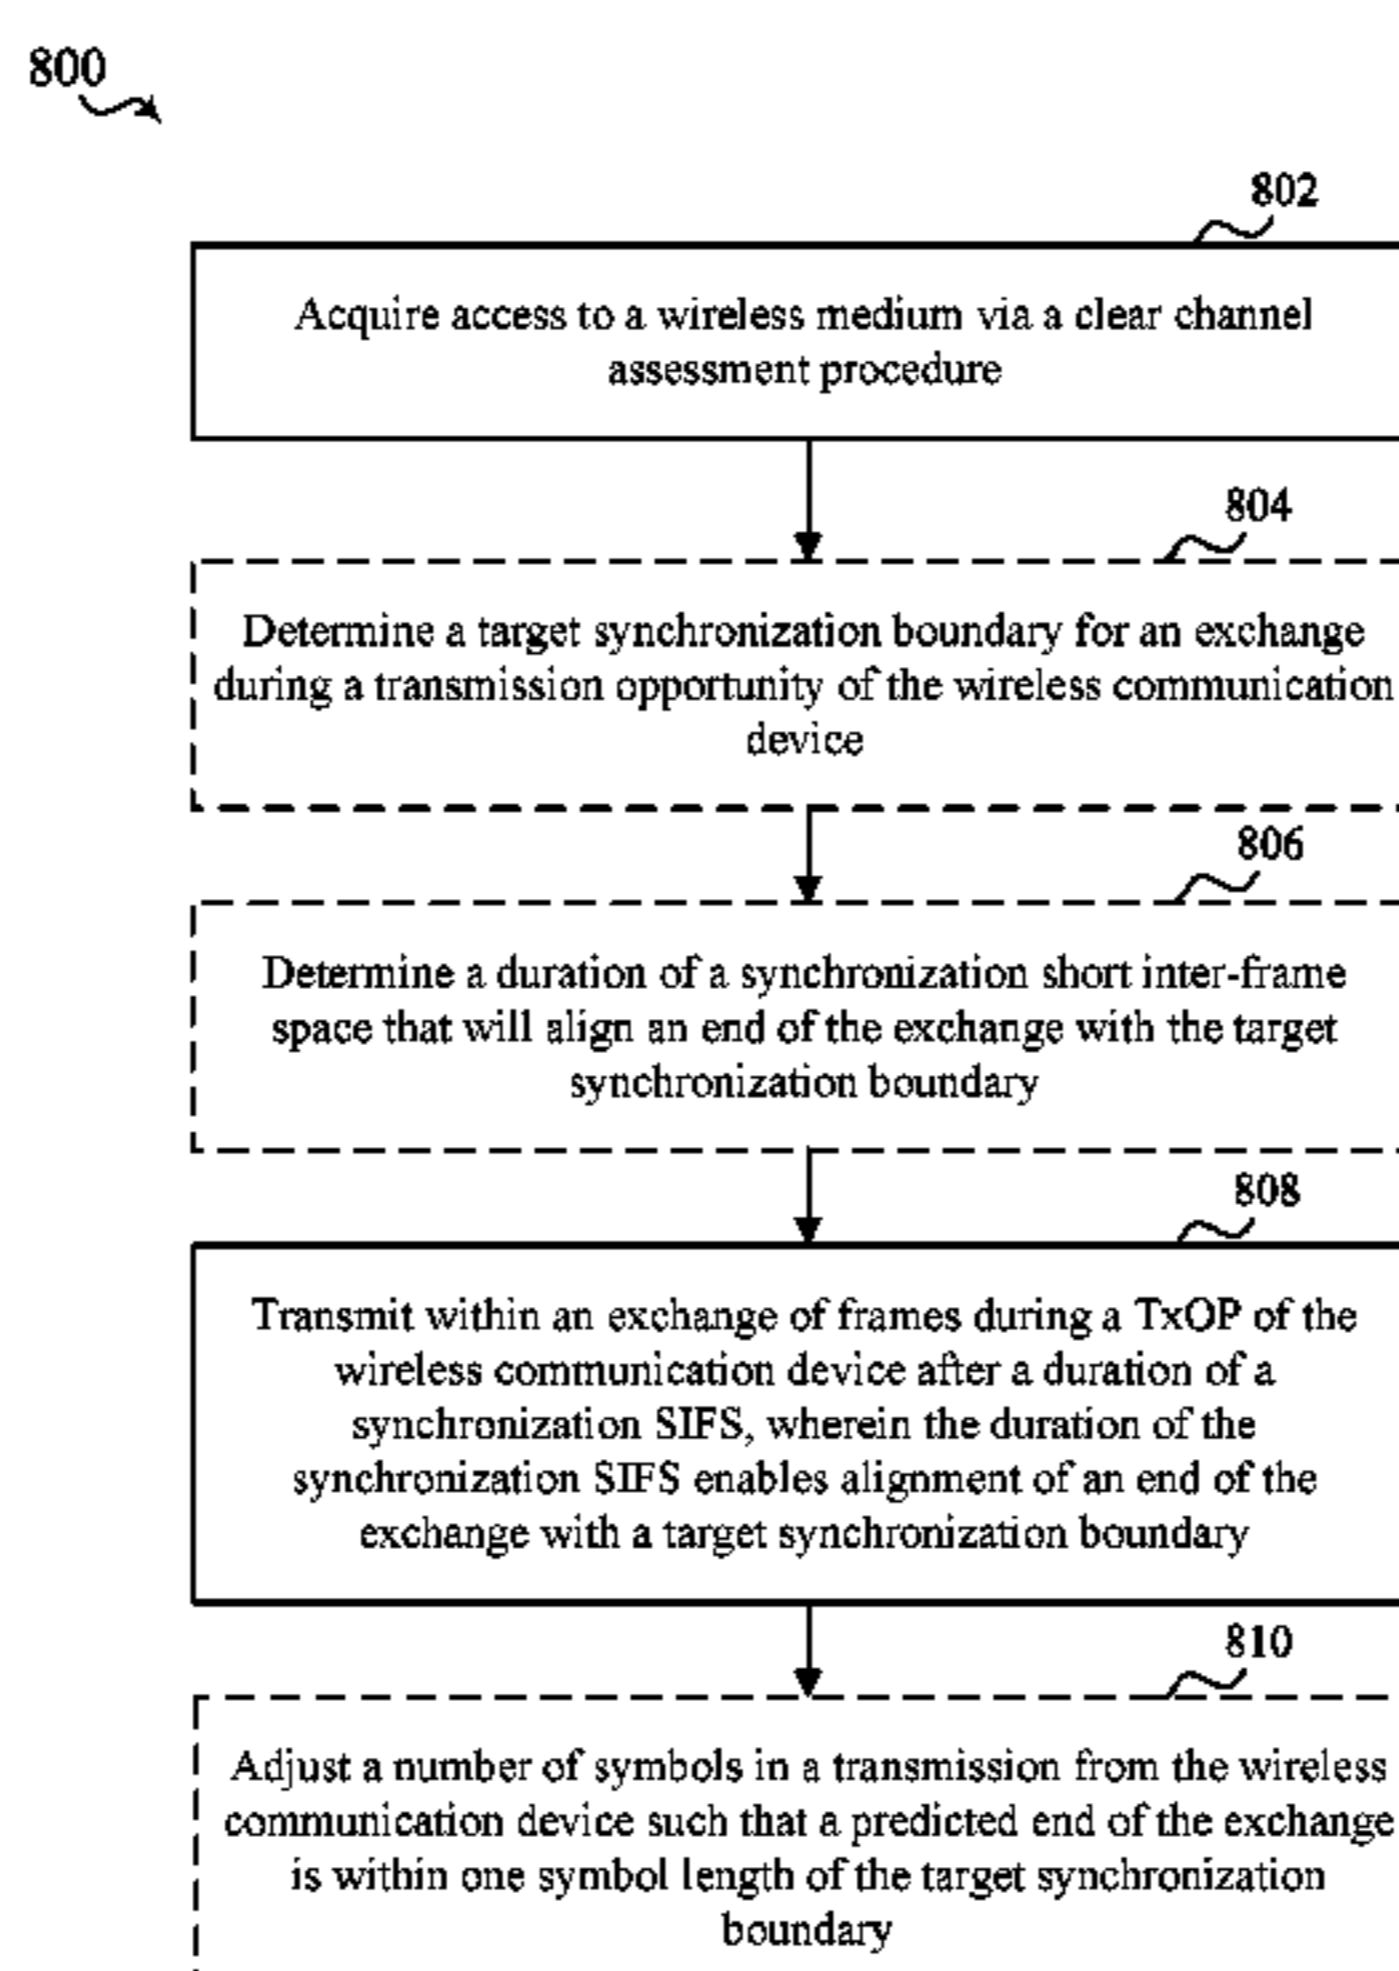 800
802
Acquire access to a wireless medium via a clear channel
assessment procedure
804
Determine a target synchronization boundary for an exchange
during a transmission opportunity of the wireless communication
device
806
Determine a duration of a synchronization short inter-frame
space that will align an end of the exchange with the target
synchronization boundary
808
Transmit within an exchange of frames during a TxOP of the
wireless communication device after a duration of a
synchronization SIFS, wherein the duration of the
synchronization SIFS enables alignment of an end of the
exchange with a target synchronization boundary
810
Adjust a number of symbols in a transmission from the wireless
communication device such that a predicted end of the exchange
is within one symbol length of the target synchronization
boundary